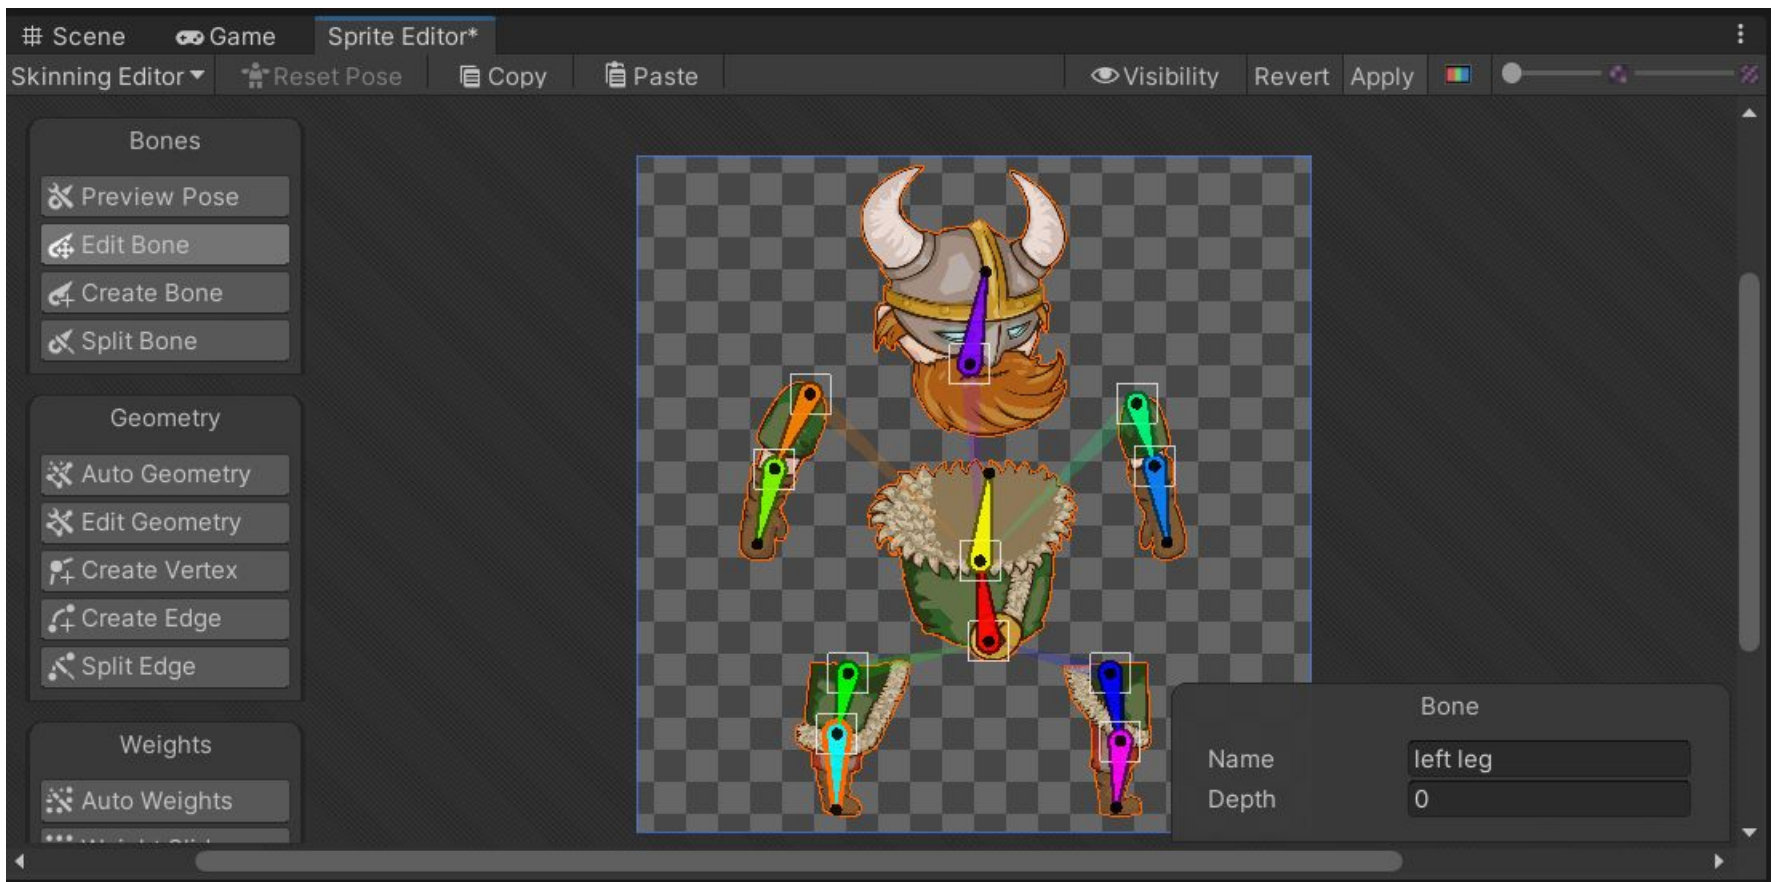 Scene Game Sprite Editor*
Skinning Editor Reset Pose Copy Paste Visibility Revert Apply
Bones
Preview Pose
Edit Bone
Create Bone
Split Bone
Geometry
Auto Geometry
Edit Geometry
Create Vertex
Create Edge
Split Edge
Weights
Auto Weights
Bone
Name left leg
Depth 0